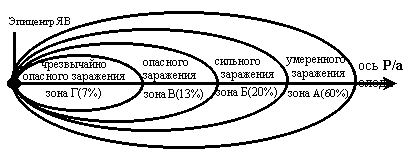 Эпицентр ЯВ
чрезвычайно
опасного заражения
зона Г(7%)
опасного
заражения
зона В(13%)
сильного
заражения
зона Б(20%)
умеренного
заражения
зона А(60%)
ось Р/а